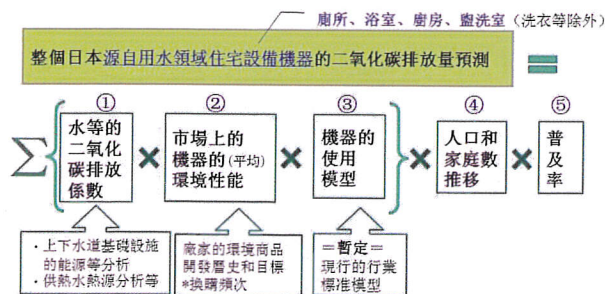 廁所、浴室、廚房、盥洗室（洗衣等除外）
整個日本源自用水領域住宅設備機器的二氧化碳排放量預測 =
① ② ③ ④ ⑤
Σ{ 水等的二氧化碳排放係數 × 市場上的機器的(平均)環境性能 × 機器的使用模型 } × 人口和家庭數推移 × 普及率
・上下水道基礎設施
的能源等分析
・供熱水熱源分析等
廠家的環境商品
開發曆史和目標
*換購頻次
＝暫定＝
現行的行業
標准模型